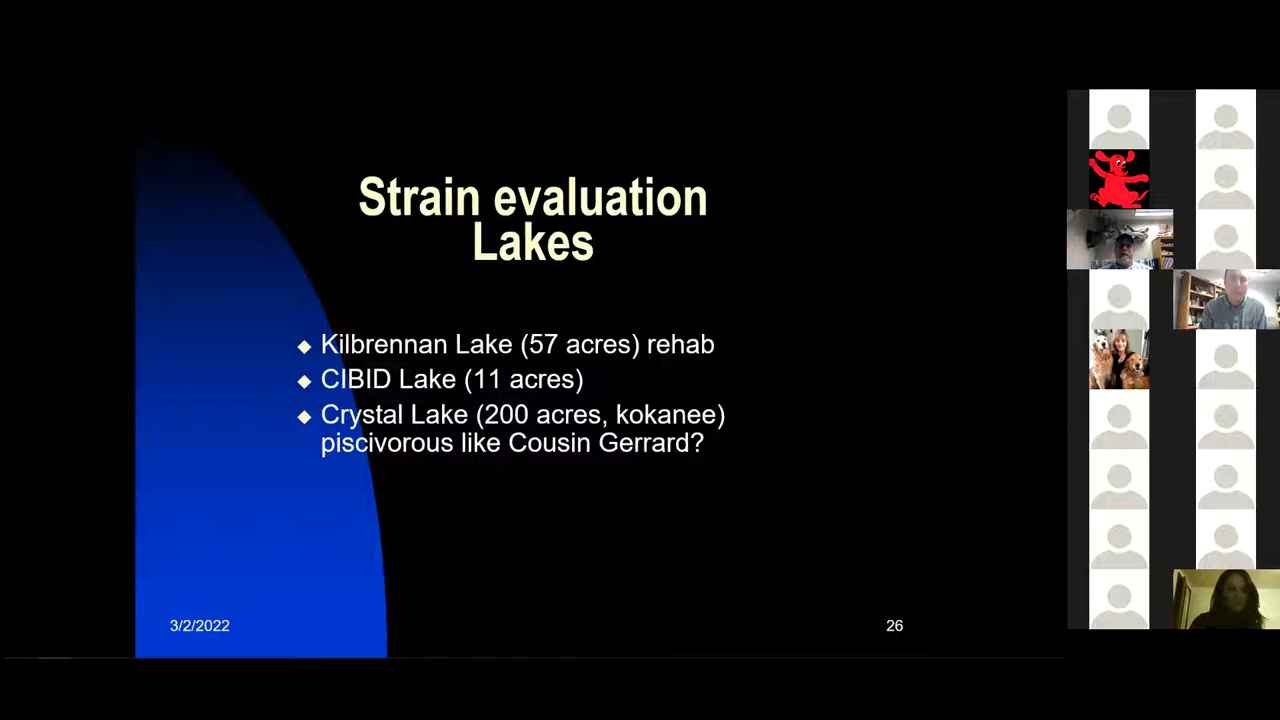 Strain evaluation
Lakes
Kilbrennan Lake (57 acres) rehab
CIBID Lake (11 acres)
Crystal Lake (200 acres, kokanee)
piscivorous like Cousin Gerrard?
3/2/2022
26